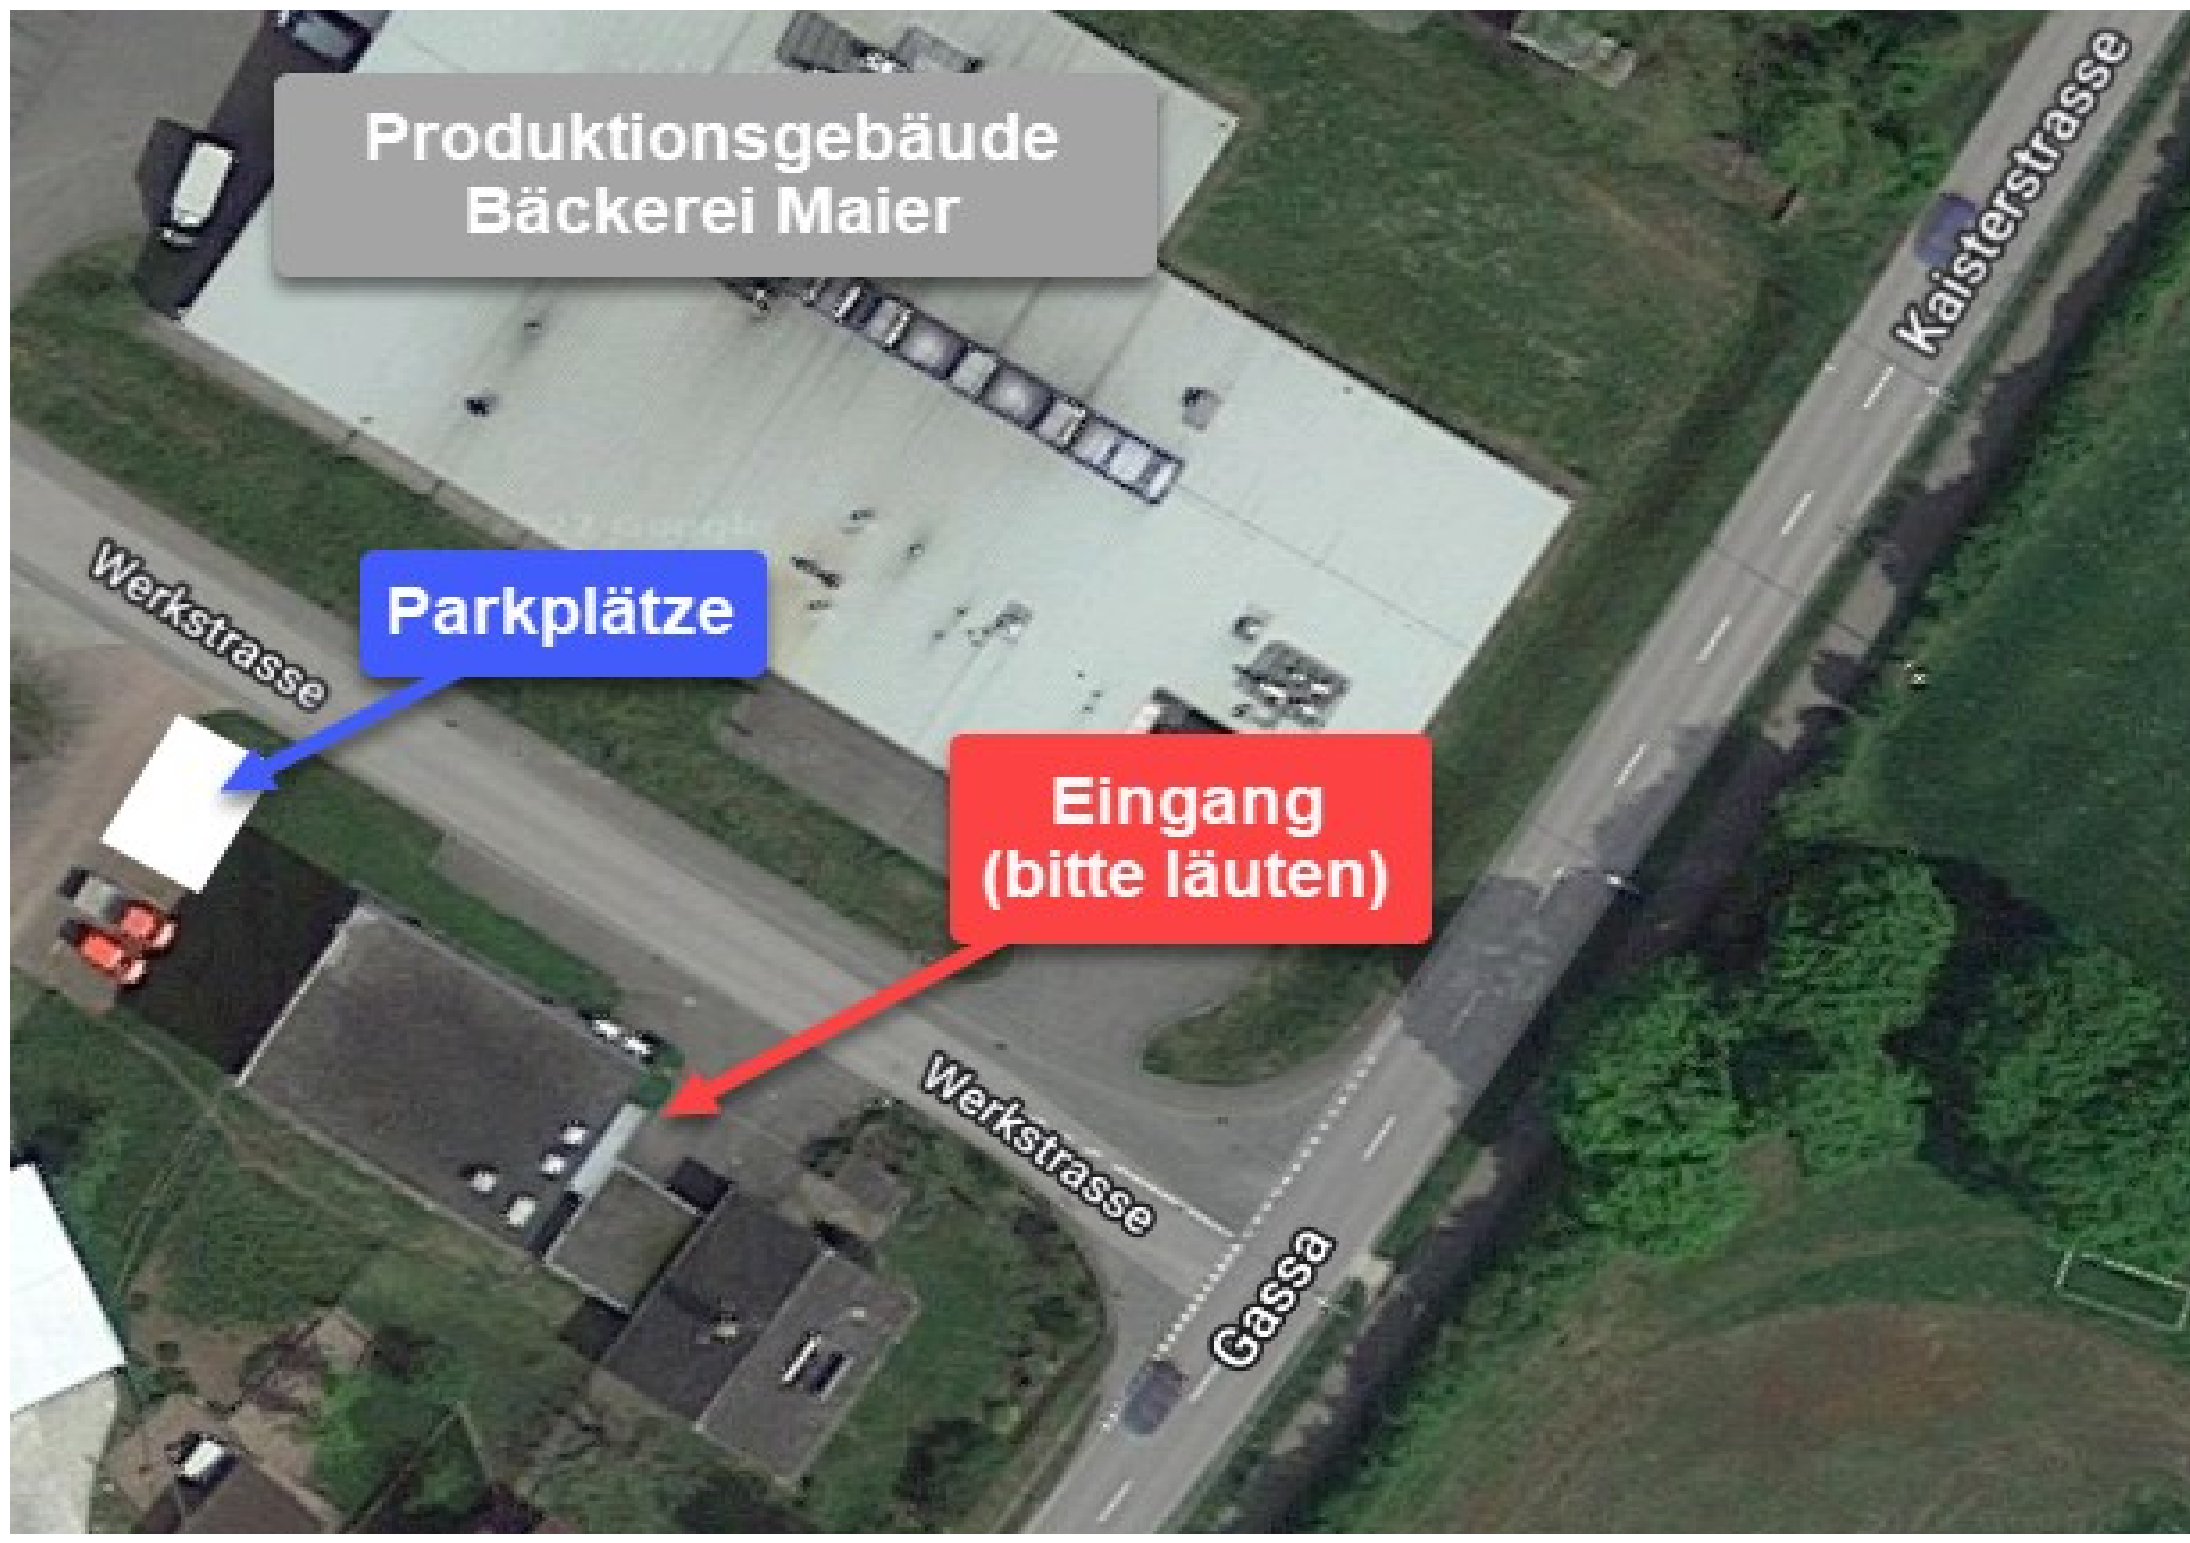 Produktionsgebäude
Bäckerei Maier
Kaisterstrasse
Werkstrasse
Parkplätze
Eingang
(bitte läuten)
Werkstrasse
Gassa